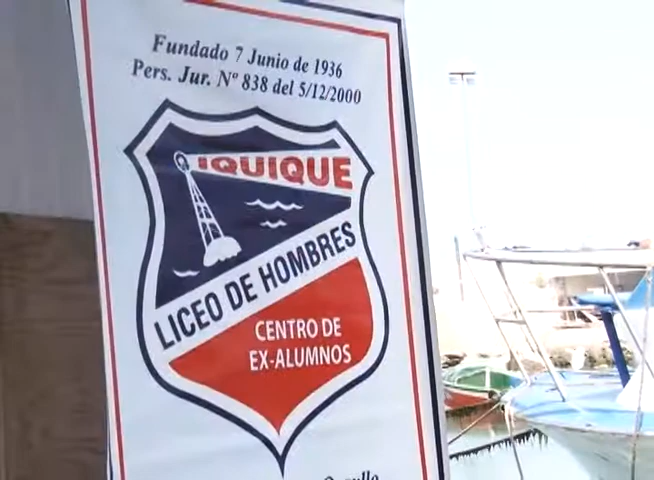 Fundado 7 Junio de 1936
Pers. Jur. Nº 838 del 5/12/2000
IQUIQUE
LICEO DE HOMBRES
CENTRO DE
EX-ALUMNOS